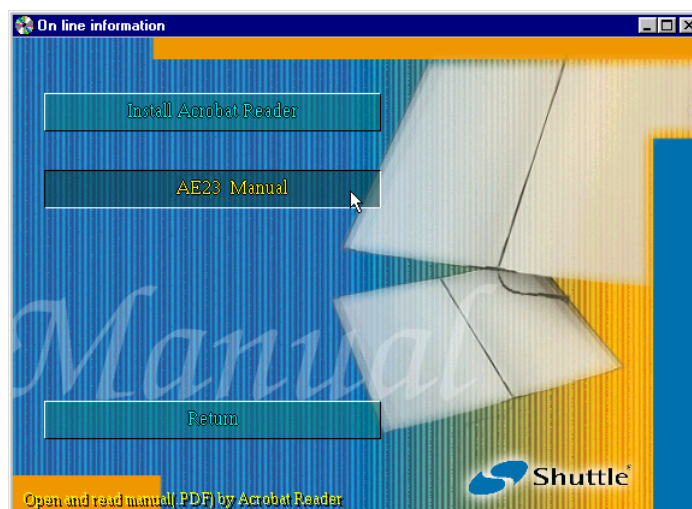 On line information
Install Acrobat Reader
AE23 Manual
Manual
Return
Shuttle®
Open and read manual( PDF) by Acrobat Reader